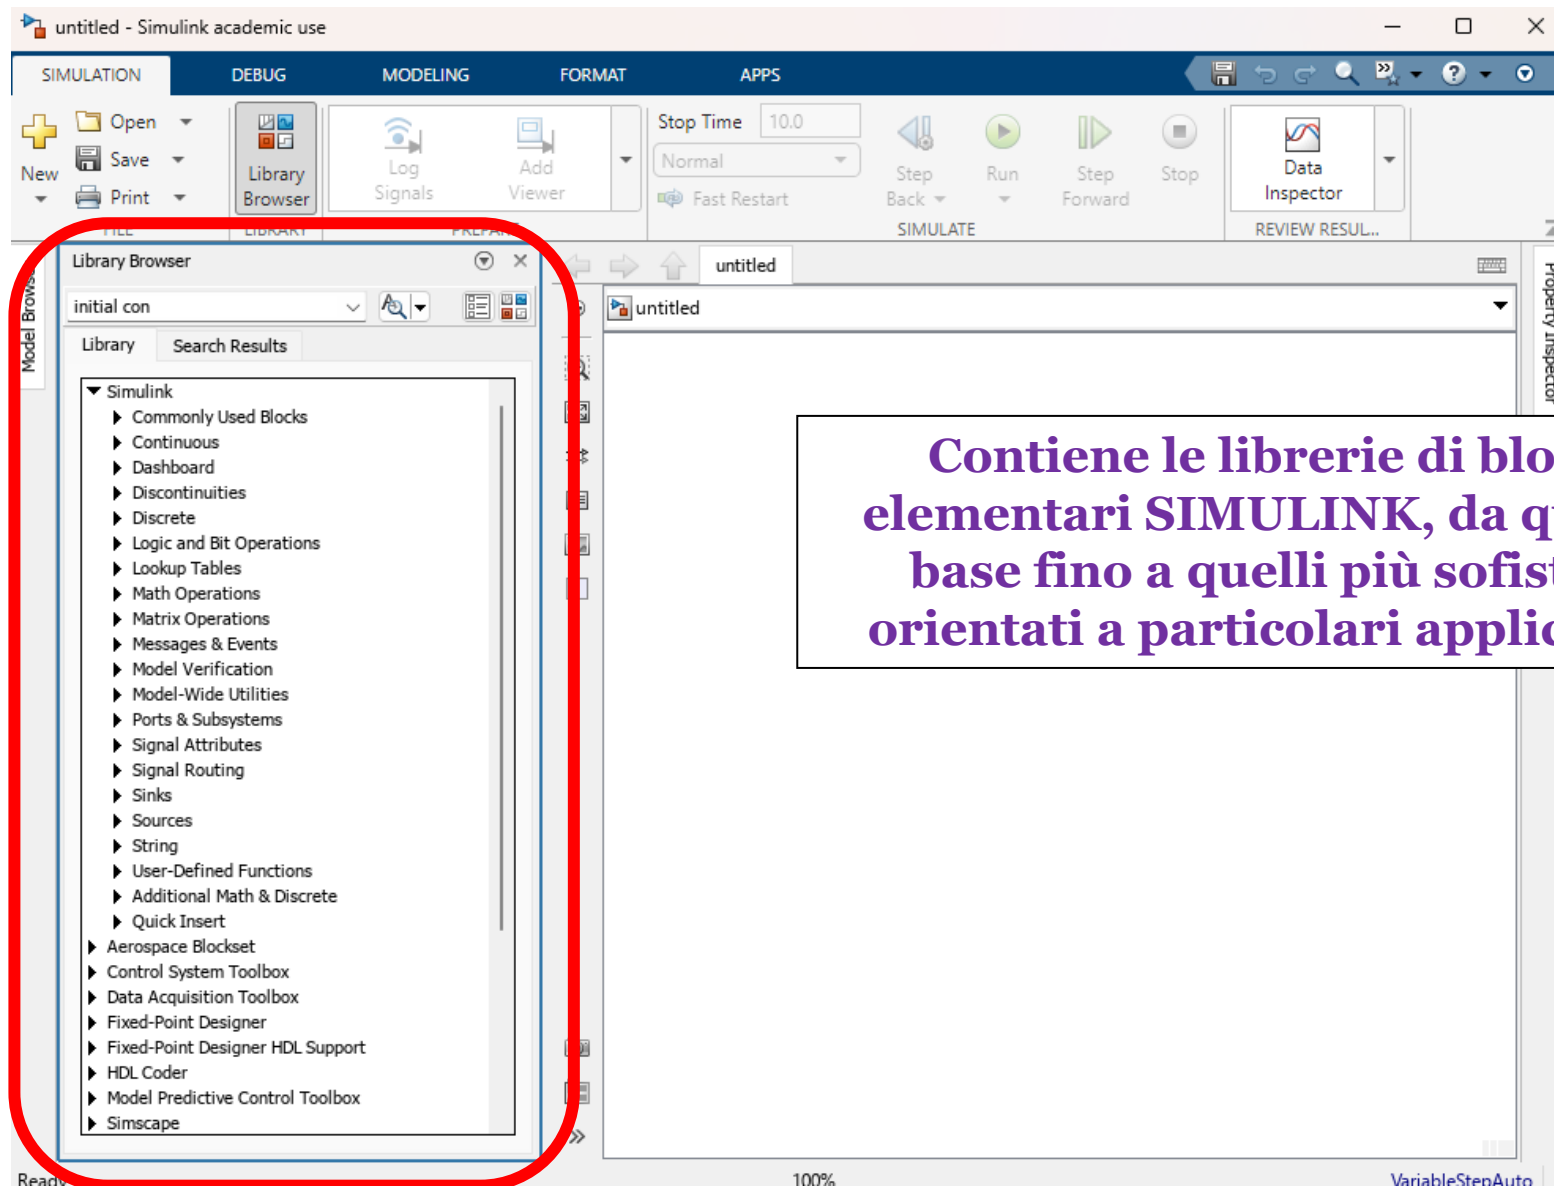 untitled - Simulink academic use
SIMULATION DEBUG MODELING FORMAT APPS
New
Open
Save
Print
Library
Browser
Log
Signals
Add
Viewer
Stop Time 10.0
Normal
Fast Restart
Step
Back
Run
Step
Forward
Stop
Data
Inspector
LIBRARY
SIMULATE
REVIEW RESUL...
Library Browser
untitled
initial con
untitled
Library Search Results
Simulink
Commonly Used Blocks
Continuous
Dashboard
Discontinuities
Discrete
Logic and Bit Operations
Lookup Tables
Math Operations
Matrix Operations
Messages & Events
Model Verification
Model-Wide Utilities
Ports & Subsystems
Signal Attributes
Signal Routing
Sinks
Sources
String
User-Defined Functions
Additional Math & Discrete
Quick Insert
Aerospace Blockset
Control System Toolbox
Data Acquisition Toolbox
Fixed-Point Designer
Fixed-Point Designer HDL Support
HDL Coder
Model Predictive Control Toolbox
Simscape
Contiene le librerie di
elementari SIMULINK, da
base fino a quelli più
orientati a particolari
Model
Property Inspector
Ready
100%
VariableStepAuto